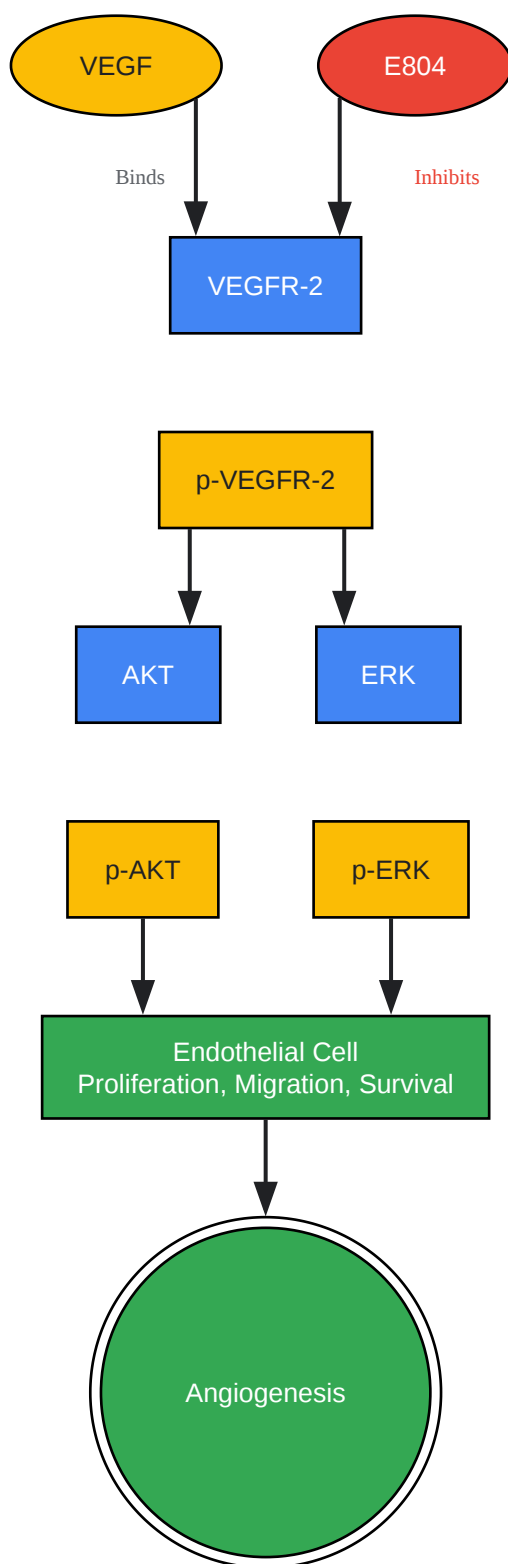 VEGF
E804
Binds
Inhibits
VEGFR-2
p-VEGFR-2
AKT
ERK
p-AKT
p-ERK
Endothelial Cell
Proliferation, Migration, Survival
Angiogenesis